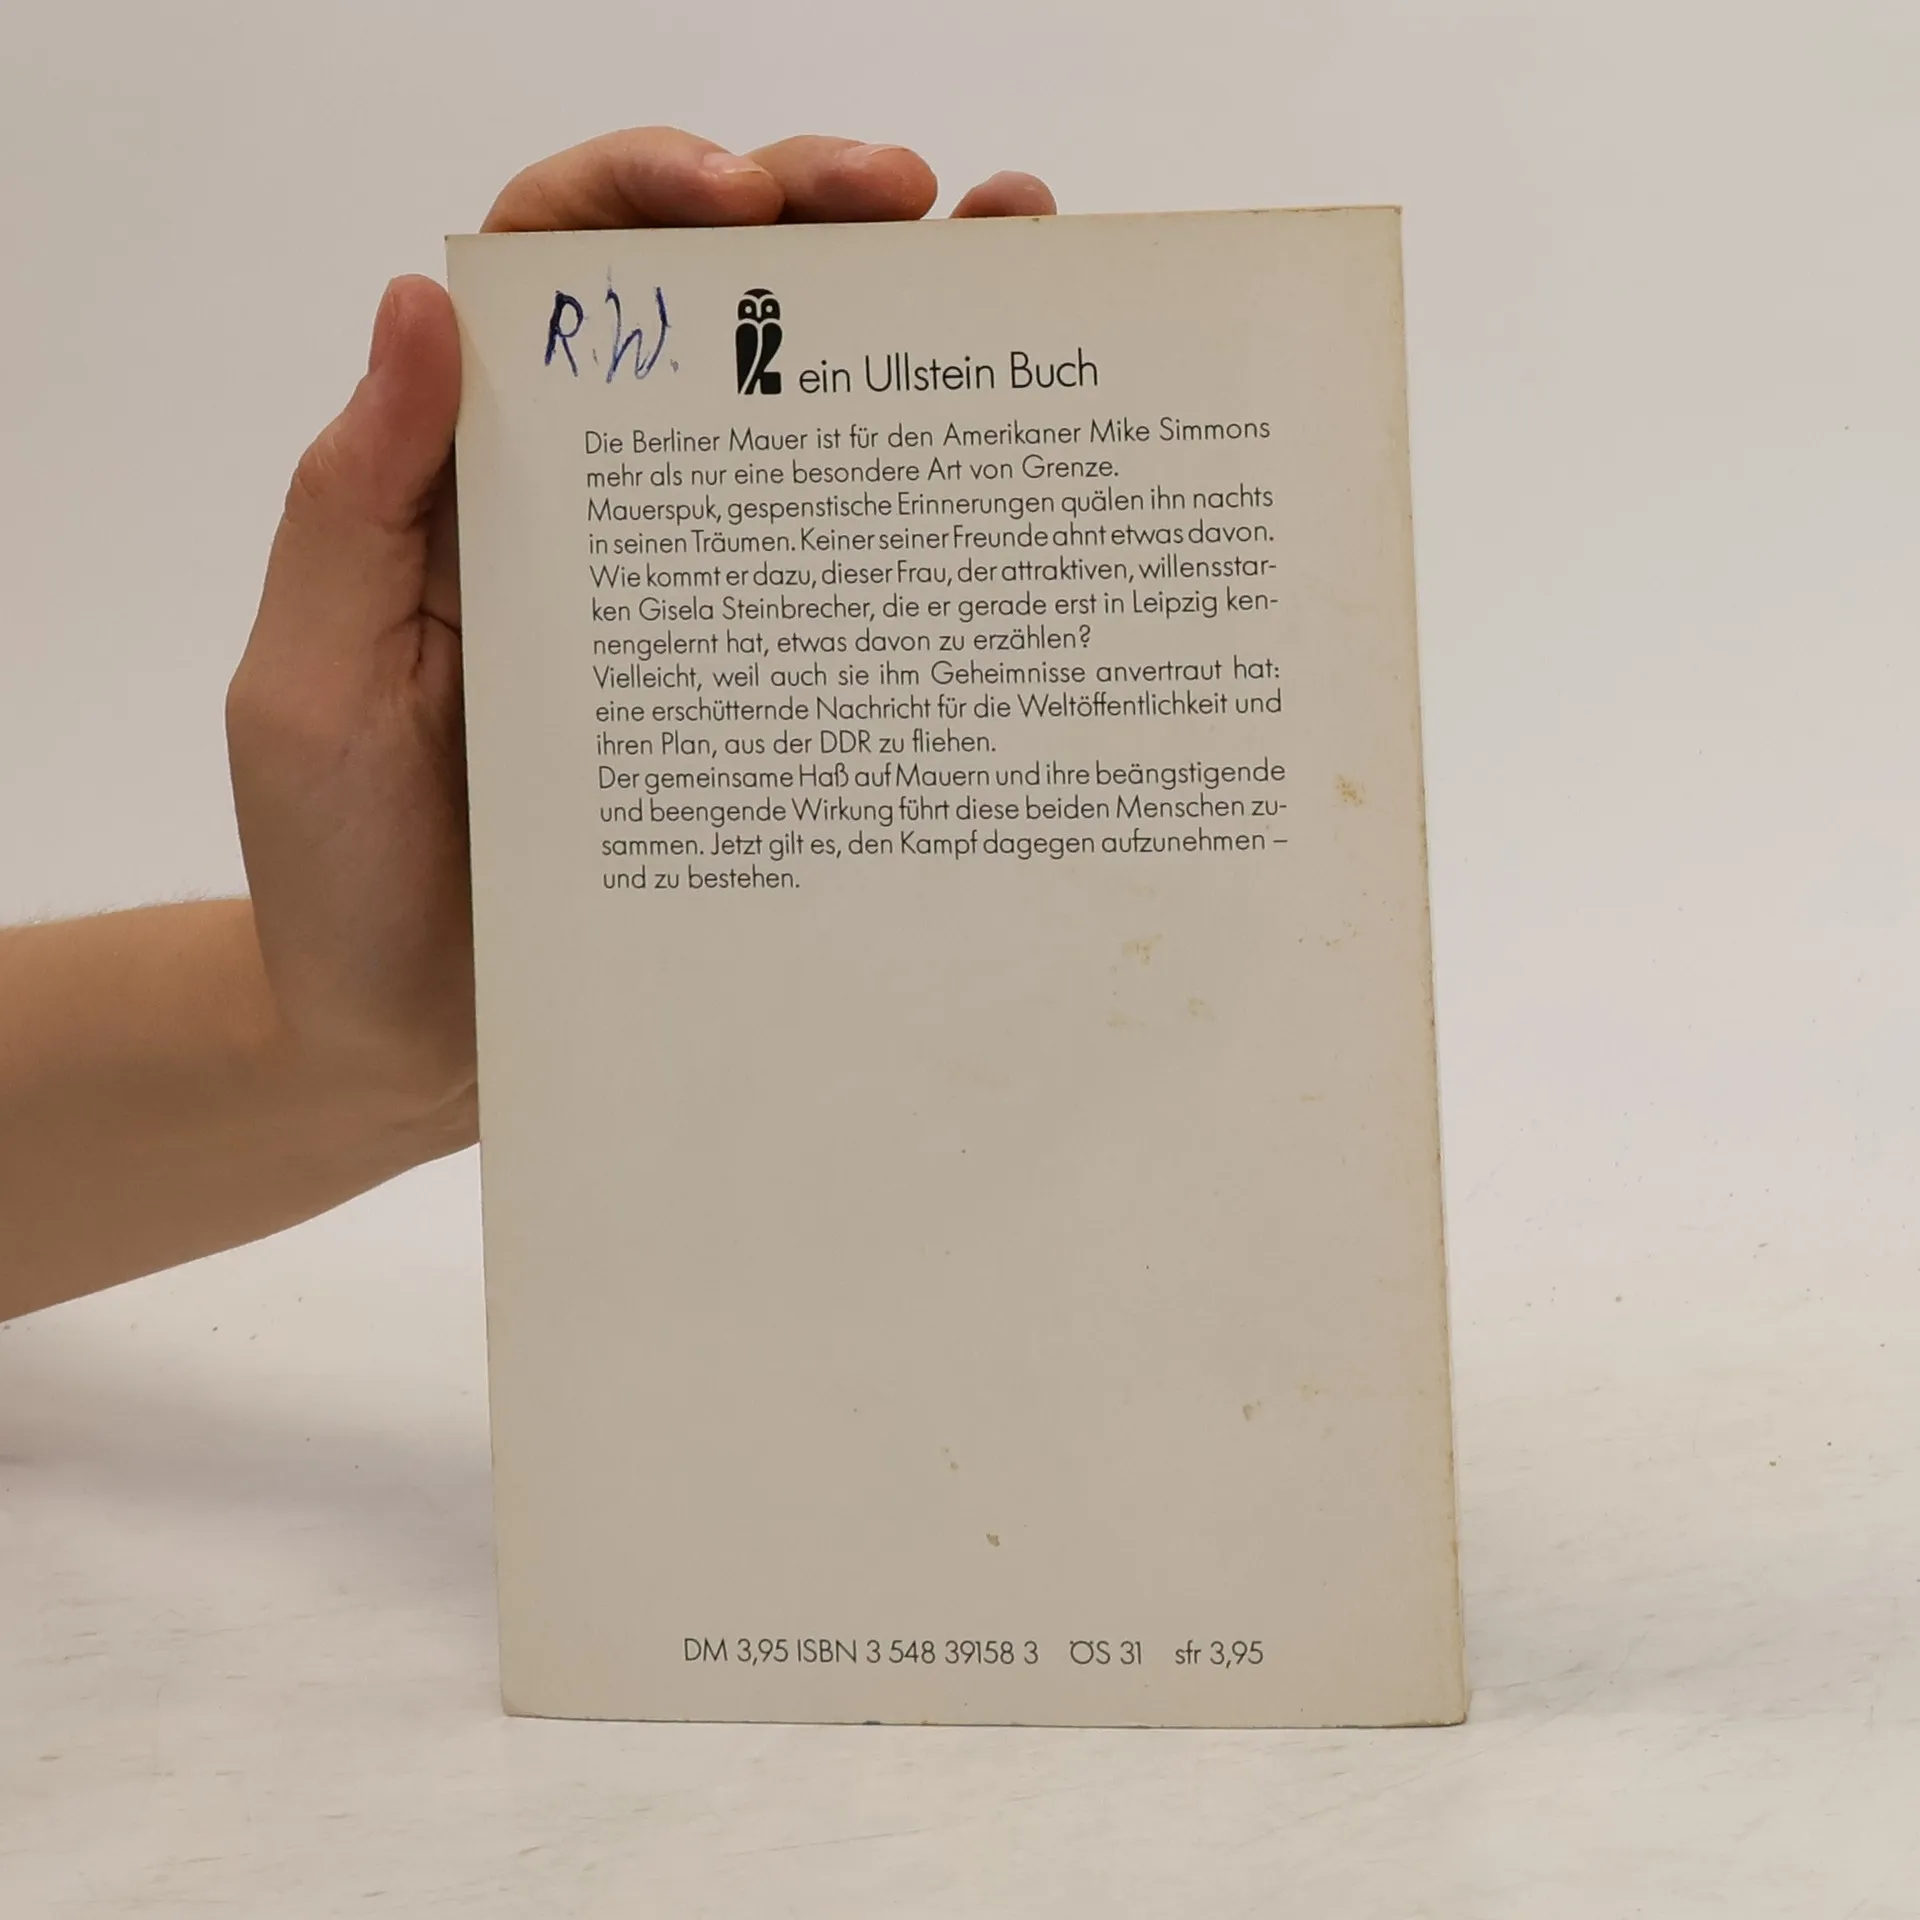 R.W.
ein Ullstein Buch
Die Berliner Mauer ist für den Amerikaner Mike Simmons
mehr als nur eine besondere Art von Grenze.
Mauerspuk, gespenstische Erinnerungen quälen ihn nachts
in seinen Träumen. Keiner seiner Freunde ahnt etwas davon.
Wie kommt er dazu, dieser Frau, der attraktiven, willensstar-
ken Gisela Steinbrecher, die er gerade erst in Leipzig ken-
nengelernt hat, etwas davon zu erzählen?
Vielleicht, weil auch sie ihm Geheimnisse anvertraut hat:
eine erschütternde Nachricht für die Weltöffentlichkeit und
ihren Plan, aus der DDR zu fliehen.
Der gemeinsame Haß auf Mauern und ihre beängstigende
und beengende Wirkung führt diese beiden Menschen zu-
sammen. Jetzt gilt es, den Kampf dagegen aufzunehmen –
und zu bestehen.
DM 3,95 ISBN 3 548 39158 3 ÖS 31 sfr 3,95